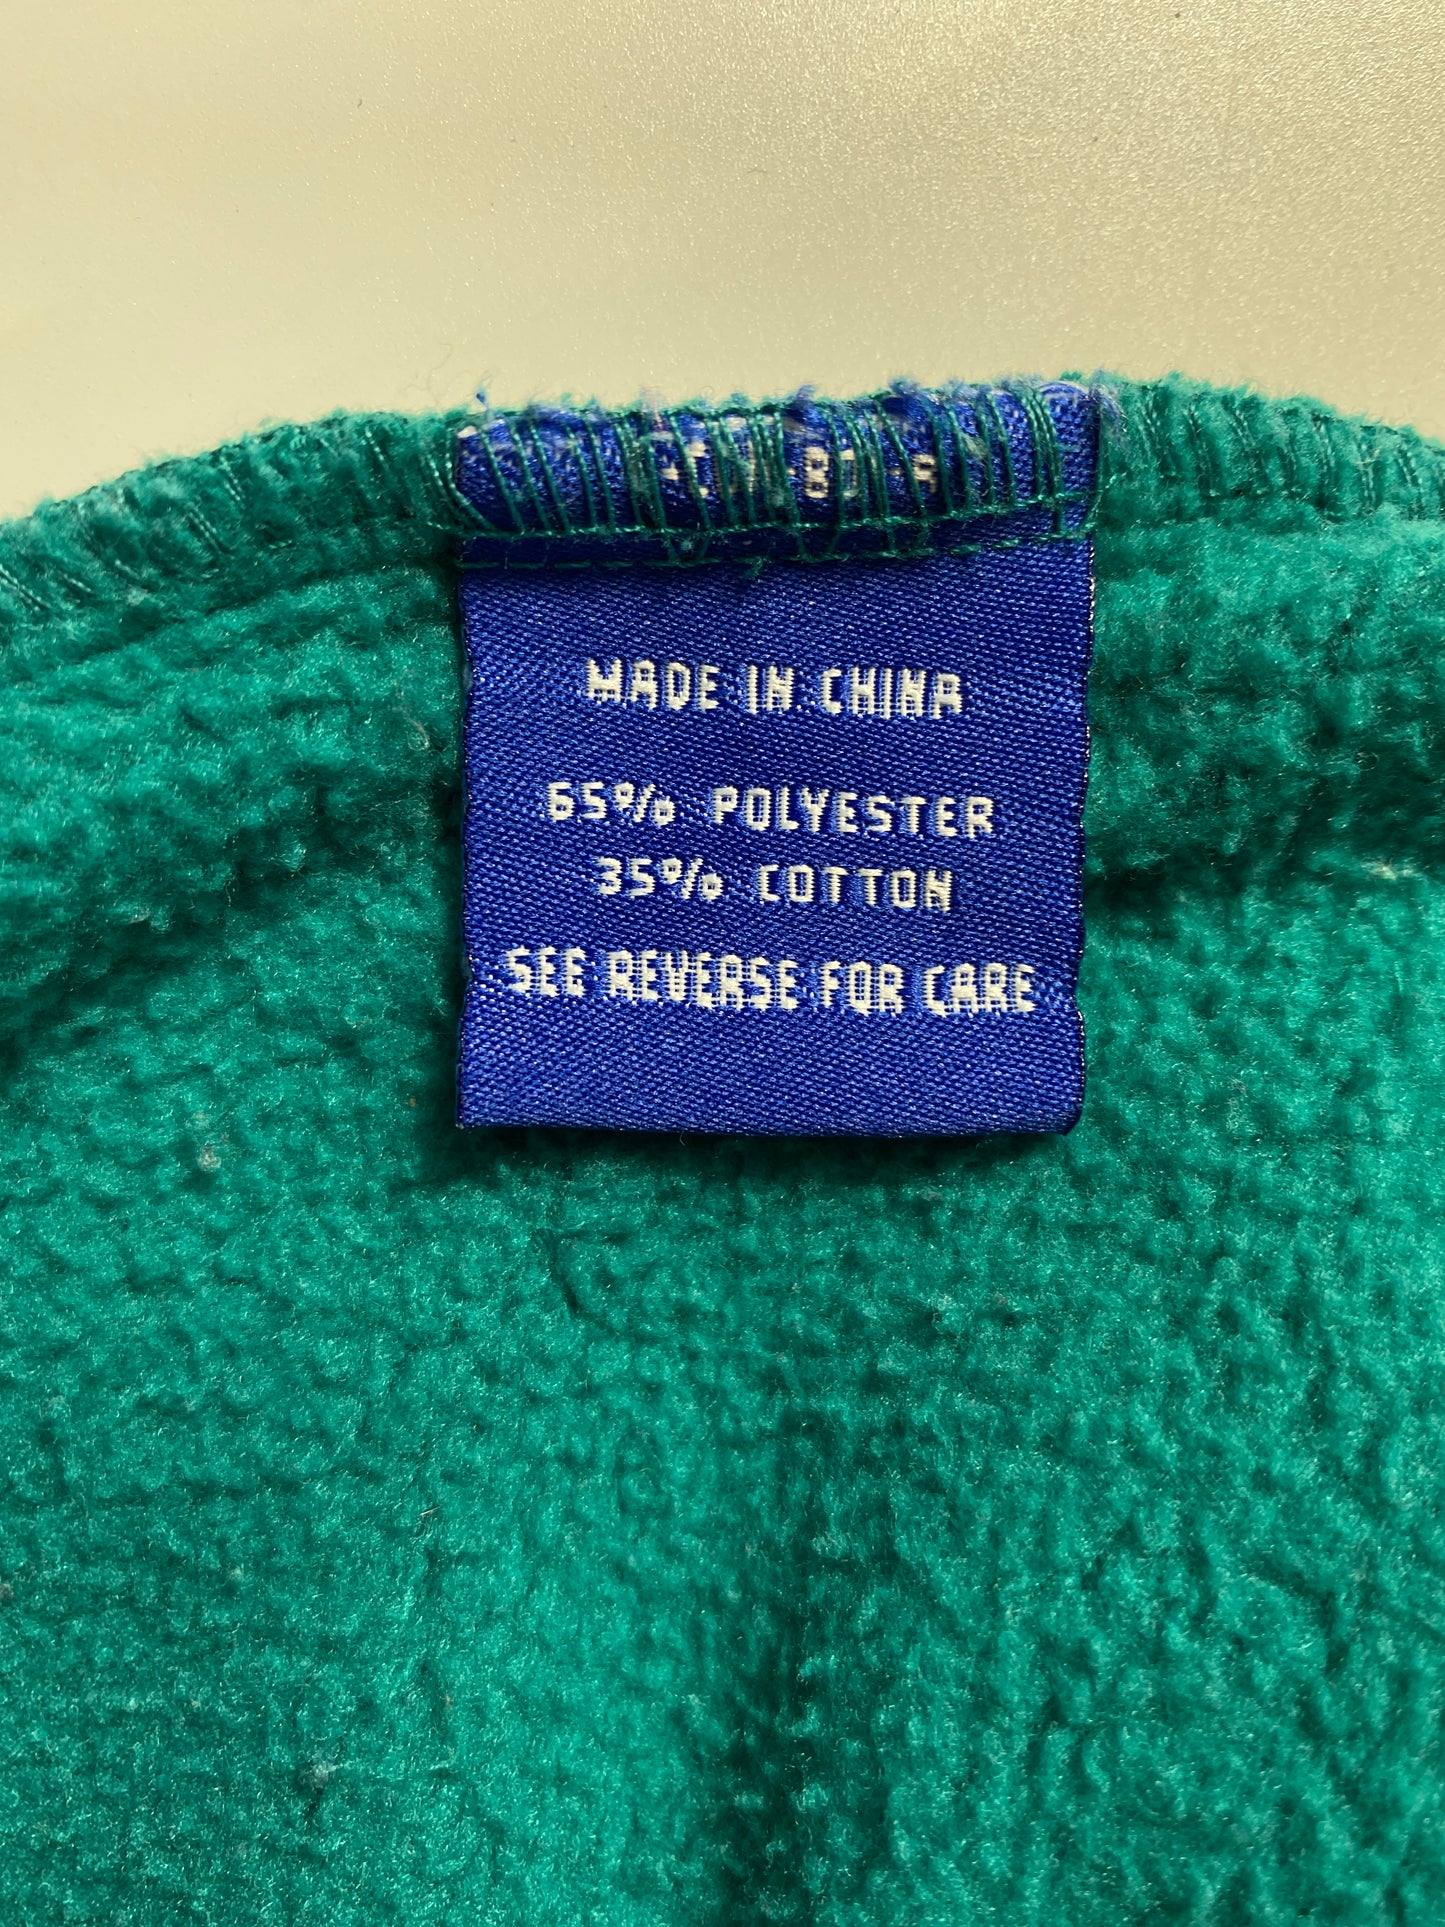 MADE IN CHINA
65% POLYESTER
35% COTTON
SEE REVERSE FOR CARE